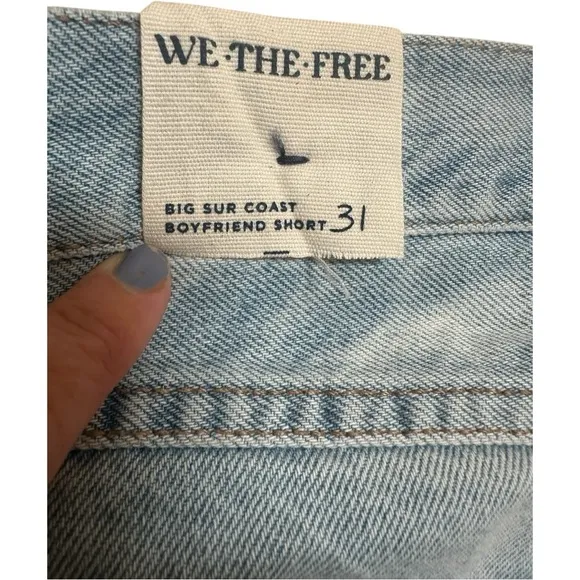 WE·THE·FREE
BIG SUR COAST
BOYFRIEND SHORT 31